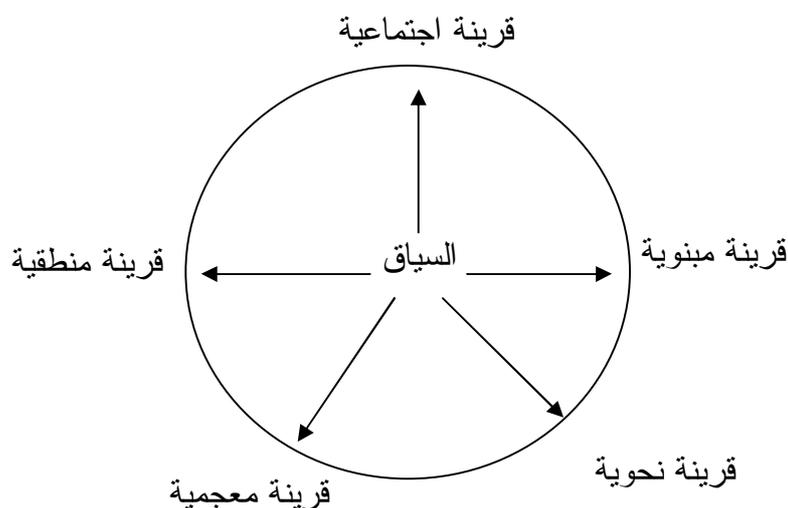 قرينة اجتماعية
قرينة مبنوية
السياق
قرينة منطقية
قرينة نحوية
قرينة معجمية